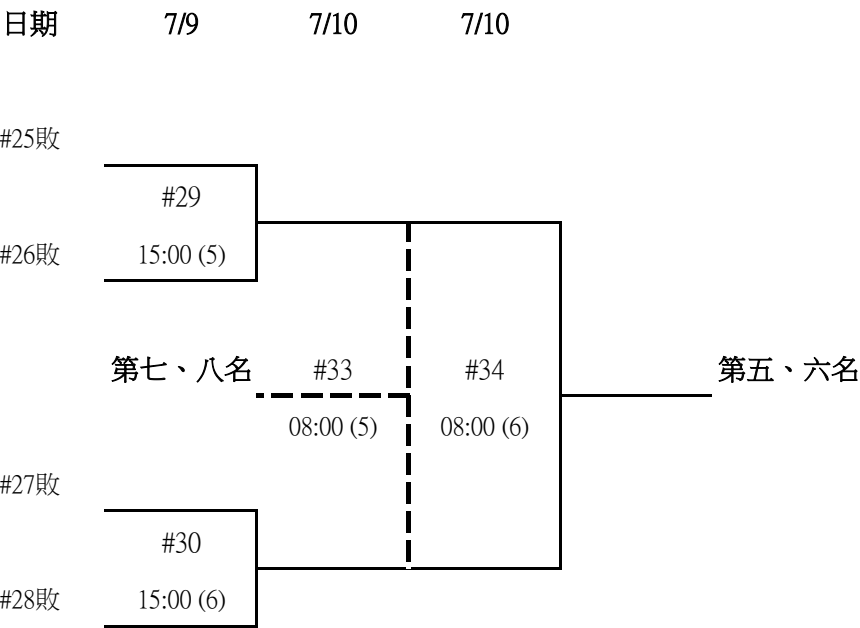 日期 7/9 7/10 7/10
#25敗
#29
#26敗 15:00 (5)
第七、八名 #33 #34 第五、六名
08:00 (5) 08:00 (6)
#27敗
#30
#28敗 15:00 (6)